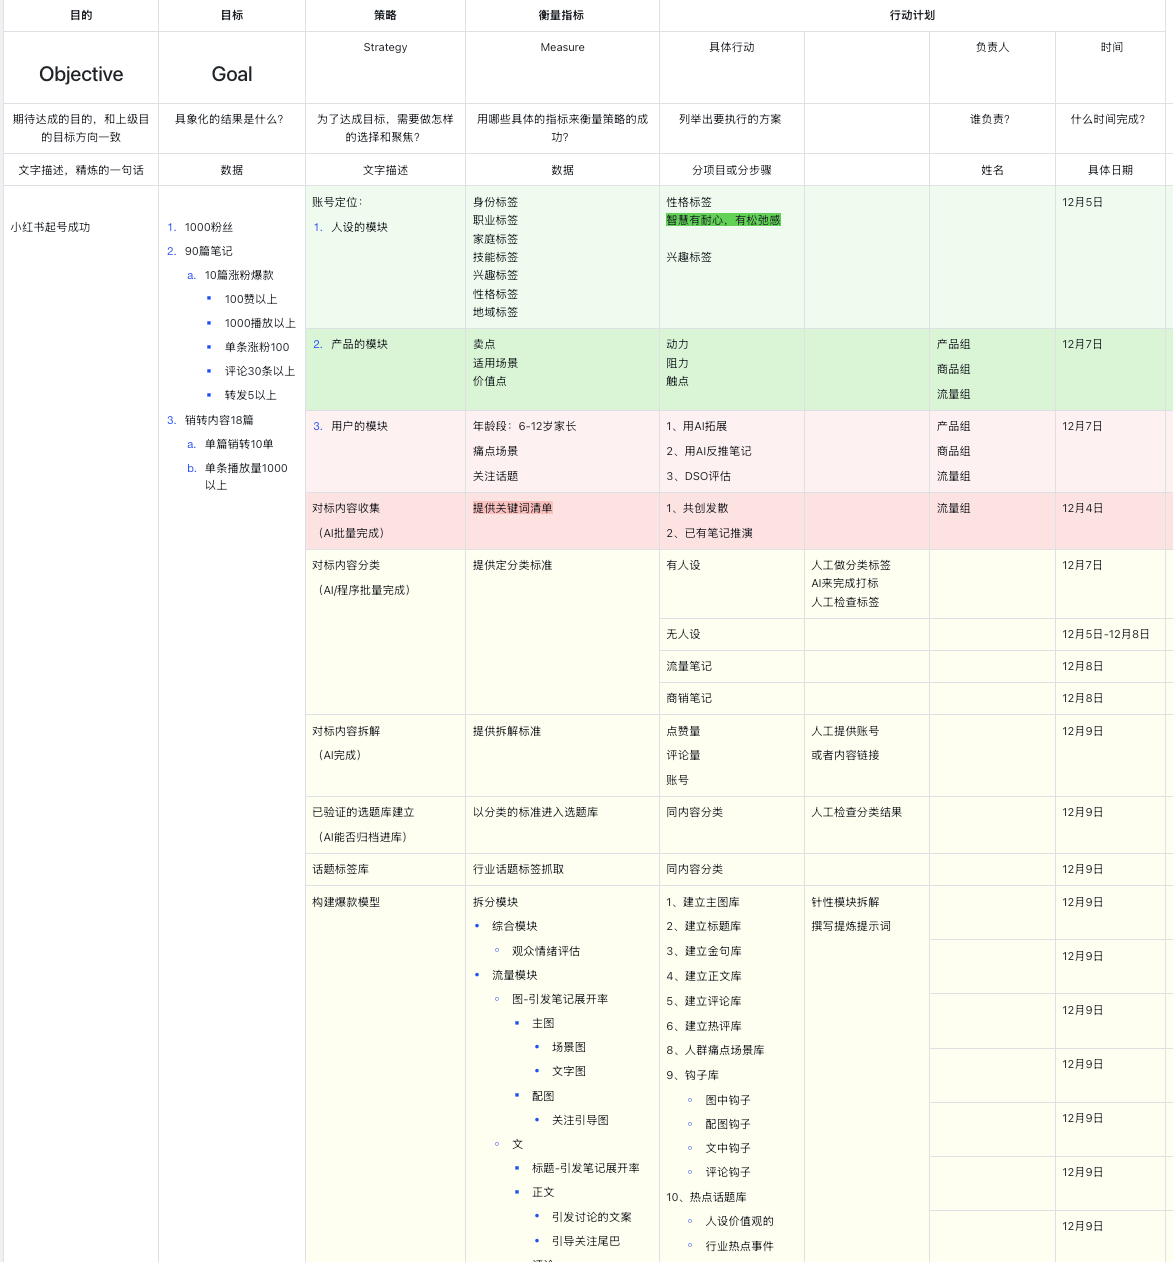 目的
目标
策略
衡量指标
行动计划
Objective
Goal
Strategy
Measure
具体行动
负责人
时间
期待达成的目的，和上级目
的目标方向一致
具象化的结果是什么？
为了达成目标，需要做怎样
的选择和聚焦？
用哪些具体的指标来衡量策略的成
功？
列举出要执行的方案
谁负责？
什么时间完成？
文字描述，精炼的一句话
数据
文字描述
数据
分项目或分步骤
姓名
具体日期
小红书起号成功
1. 1000粉丝
2. 90篇笔记
a. 10篇涨粉爆款
▪ 100赞以上
▪ 1000播放以上
▪ 单条涨粉100
▪ 评论30条以上
▪ 转发5以上
3. 销转内容18篇
a. 单篇销转10单
b. 单条播放量1000
以上
账号定位：
1. 人设的模块
身份标签
职业标签
家庭标签
技能标签
兴趣标签
性格标签
地域标签
性格标签
智慧有耐心，有松弛感
兴趣标签
12月5日
2. 产品的模块
卖点
适用场景
价值点
动力
阻力
触点
产品组
商品组
流量组
12月7日
3. 用户的模块
年龄段：6-12岁家长
痛点场景
关注话题
1、用AI拓展
2、用AI反推笔记
3、DSO评估
产品组
商品组
流量组
12月7日
对标内容收集
（AI批量完成）
提供关键词清单
1、共创发散
2、已有笔记推演
流量组
12月4日
对标内容分类
（AI/程序批量完成）
提供定分类标准
有人设
人工做分类标签
AI来完成打标
人工检查标签
12月7日
无人设
12月5日-12月8日
流量笔记
12月8日
商销笔记
12月8日
对标内容拆解
（AI完成）
提供拆解标准
点赞量
评论量
账号
人工提供账号
或者内容链接
12月9日
已验证的选题库建立
（AI能否归档进库）
以分类的标准进入选题库
同内容分类
人工检查分类结果
12月9日
话题标签库
行业话题标签抓取
同内容分类
12月9日
构建爆款模型
拆分模块
• 综合模块
◦ 观众情绪评估
• 流量模块
◦ 图-引发笔记展开率
▪ 主图
• 场景图
• 文字图
▪ 配图
• 关注引导图
◦ 文
▪ 标题-引发笔记展开率
▪ 正文
• 引发讨论的文案
• 引导关注尾巴
1、建立主图库
2、建立标题库
3、建立金句库
4、建立正文库
5、建立评论库
6、建立热评库
8、人群痛点场景库
9、钩子库
◦ 图中钩子
◦ 配图钩子
◦ 文中钩子
◦ 评论钩子
10、热点话题库
◦ 人设价值观的
◦ 行业热点事件
针性模块拆解
撰写提炼提示词
12月9日
12月9日
12月9日
12月9日
12月9日
12月9日
12月9日